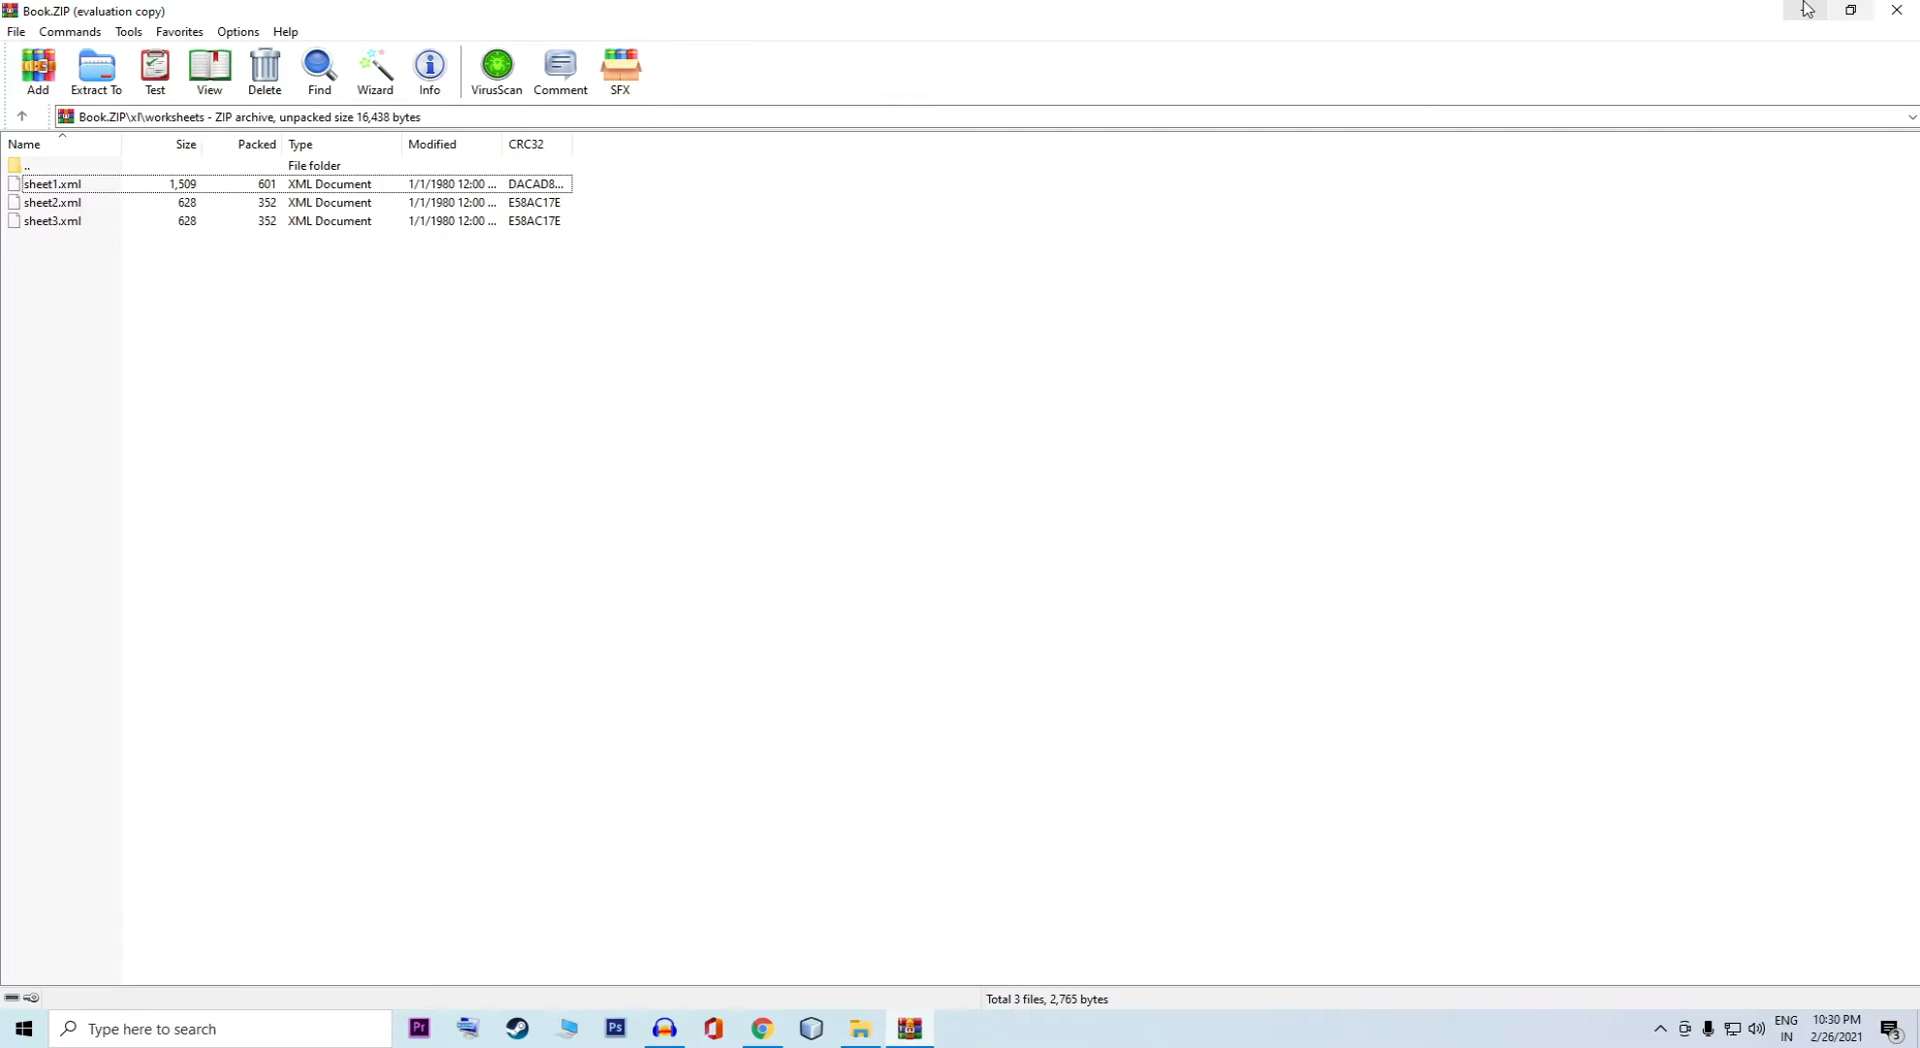 Book.ZIP (evaluation copy)
File Commands Tools Favorites Options Help
Add Extract To Test View Delete Find Wizard Info VirusScan Comment SFX
Book.ZIP\xl\worksheets - ZIP archive, unpacked size 16,438 bytes
Name Size Packed Type Modified CRC32
.. File folder
sheet1.xml 1,509 601 XML Document 1/1/1980 12:00 ... DACAD8...
sheet2.xml 628 352 XML Document 1/1/1980 12:00 ... E58AC17E
sheet3.xml 628 352 XML Document 1/1/1980 12:00 ... E58AC17E
Total 3 files, 2,765 bytes
Type here to search
Pr
Ps
ENG
IN
10:30 PM
2/26/2021
3